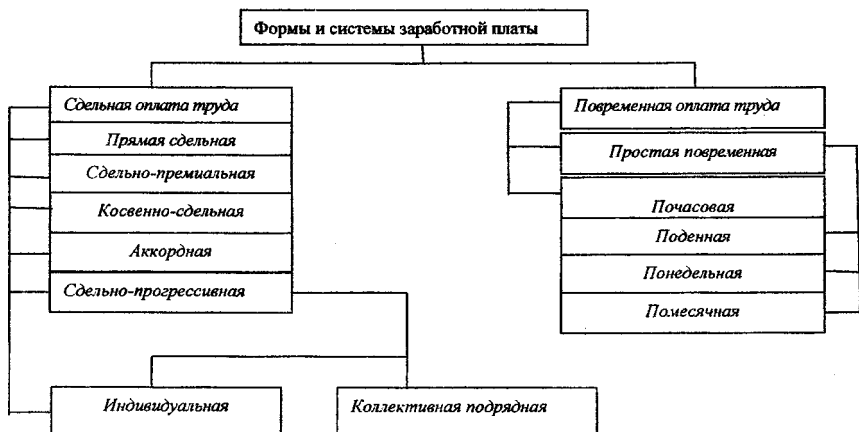 Формы и системы заработной платы
Сдельная оплата труда
Прямая сдельная
Сдельно-премиальная
Косвенно-сдельная
Аккордная
Сдельно-прогрессивная
Индивидуальная
Коллективная подрядная
Повременная оплата труда
Простая повременная
Почасовая
Поденная
Понедельная
Помесячная